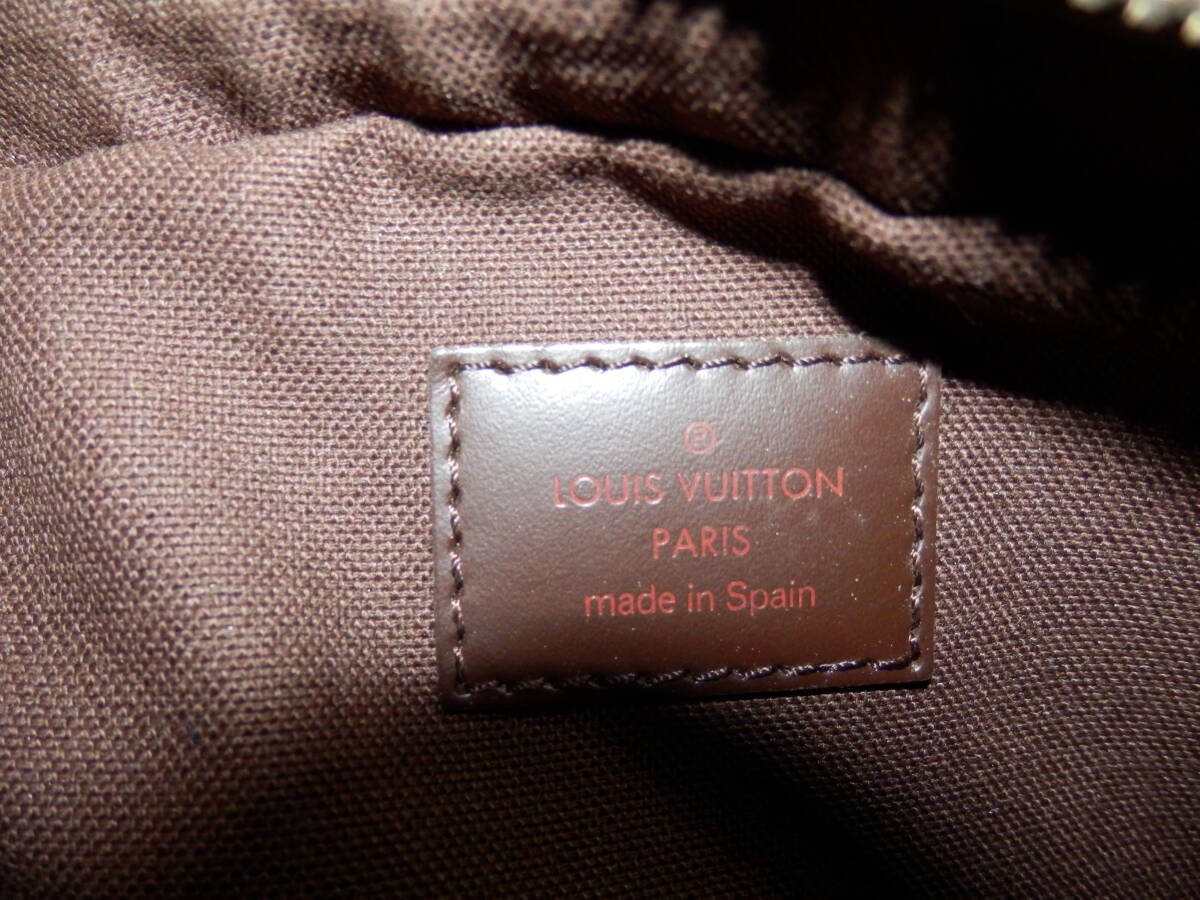 ⓐ
LOUIS VUITTON
PARIS
made in Spain